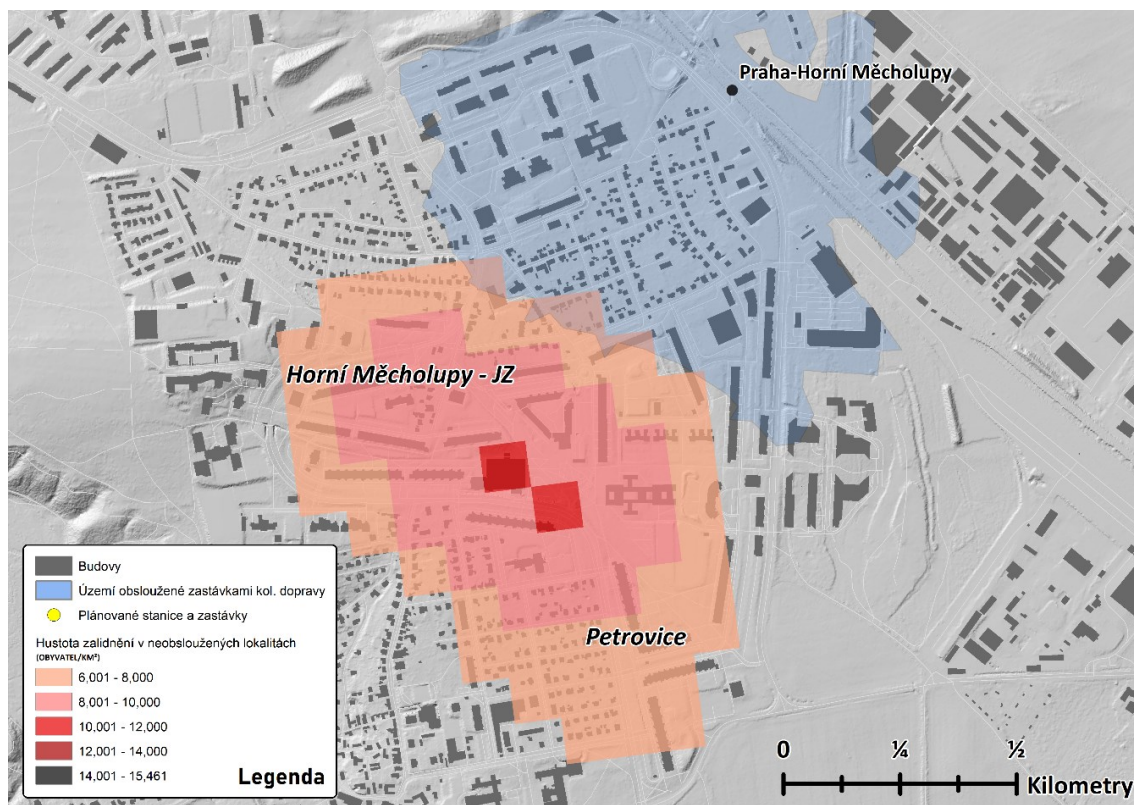 Praha-Horní Měcholupy
Horní Měcholupy - JZ
Petrovice
Budovy
Území obsloužené zastávkami kol. dopravy
Plánované stanice a zastávky
Hustota zalidnění v neobsloužených lokalitách
(OBYVATEL/KM²)
6,001 - 8,000
8,001 - 10,000
10,001 - 12,000
12,001 - 14,000
14,001 - 15,461
Legenda
0 ¼ ½
Kilometry